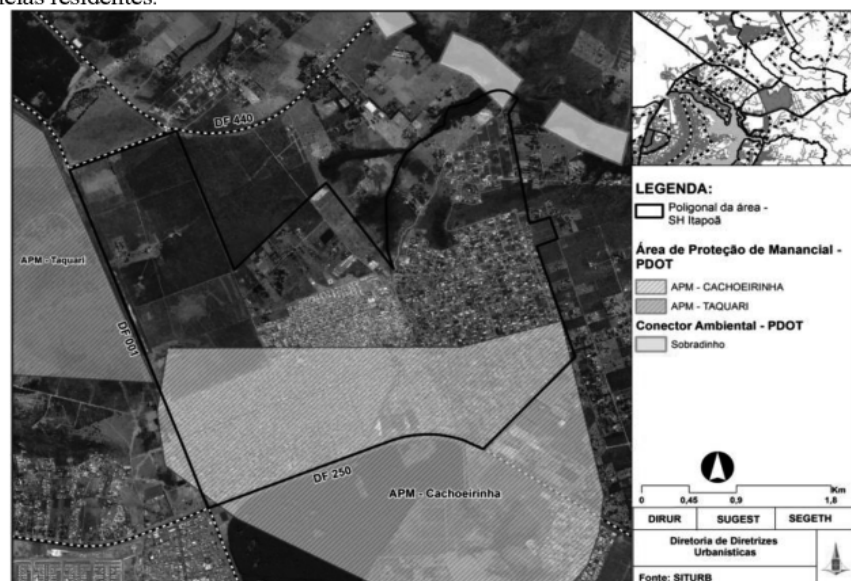 DF 440
APM - Taquari
DF 001
DF 250
APM - Cachoeirinha
LEGENDA:
Poligonal da área -
SH Itapoã
Área de Proteção de Manancial -
PDOT
APM - CACHOEIRINHA
APM - TAQUARI
Conector Ambiental - PDOT
Sobradinho
Km
0 0,45 0,9 1,8
DIRUR SUGEST SEGETH
Diretoria de Diretrizes
Urbanísticas
Fonte: SITURB